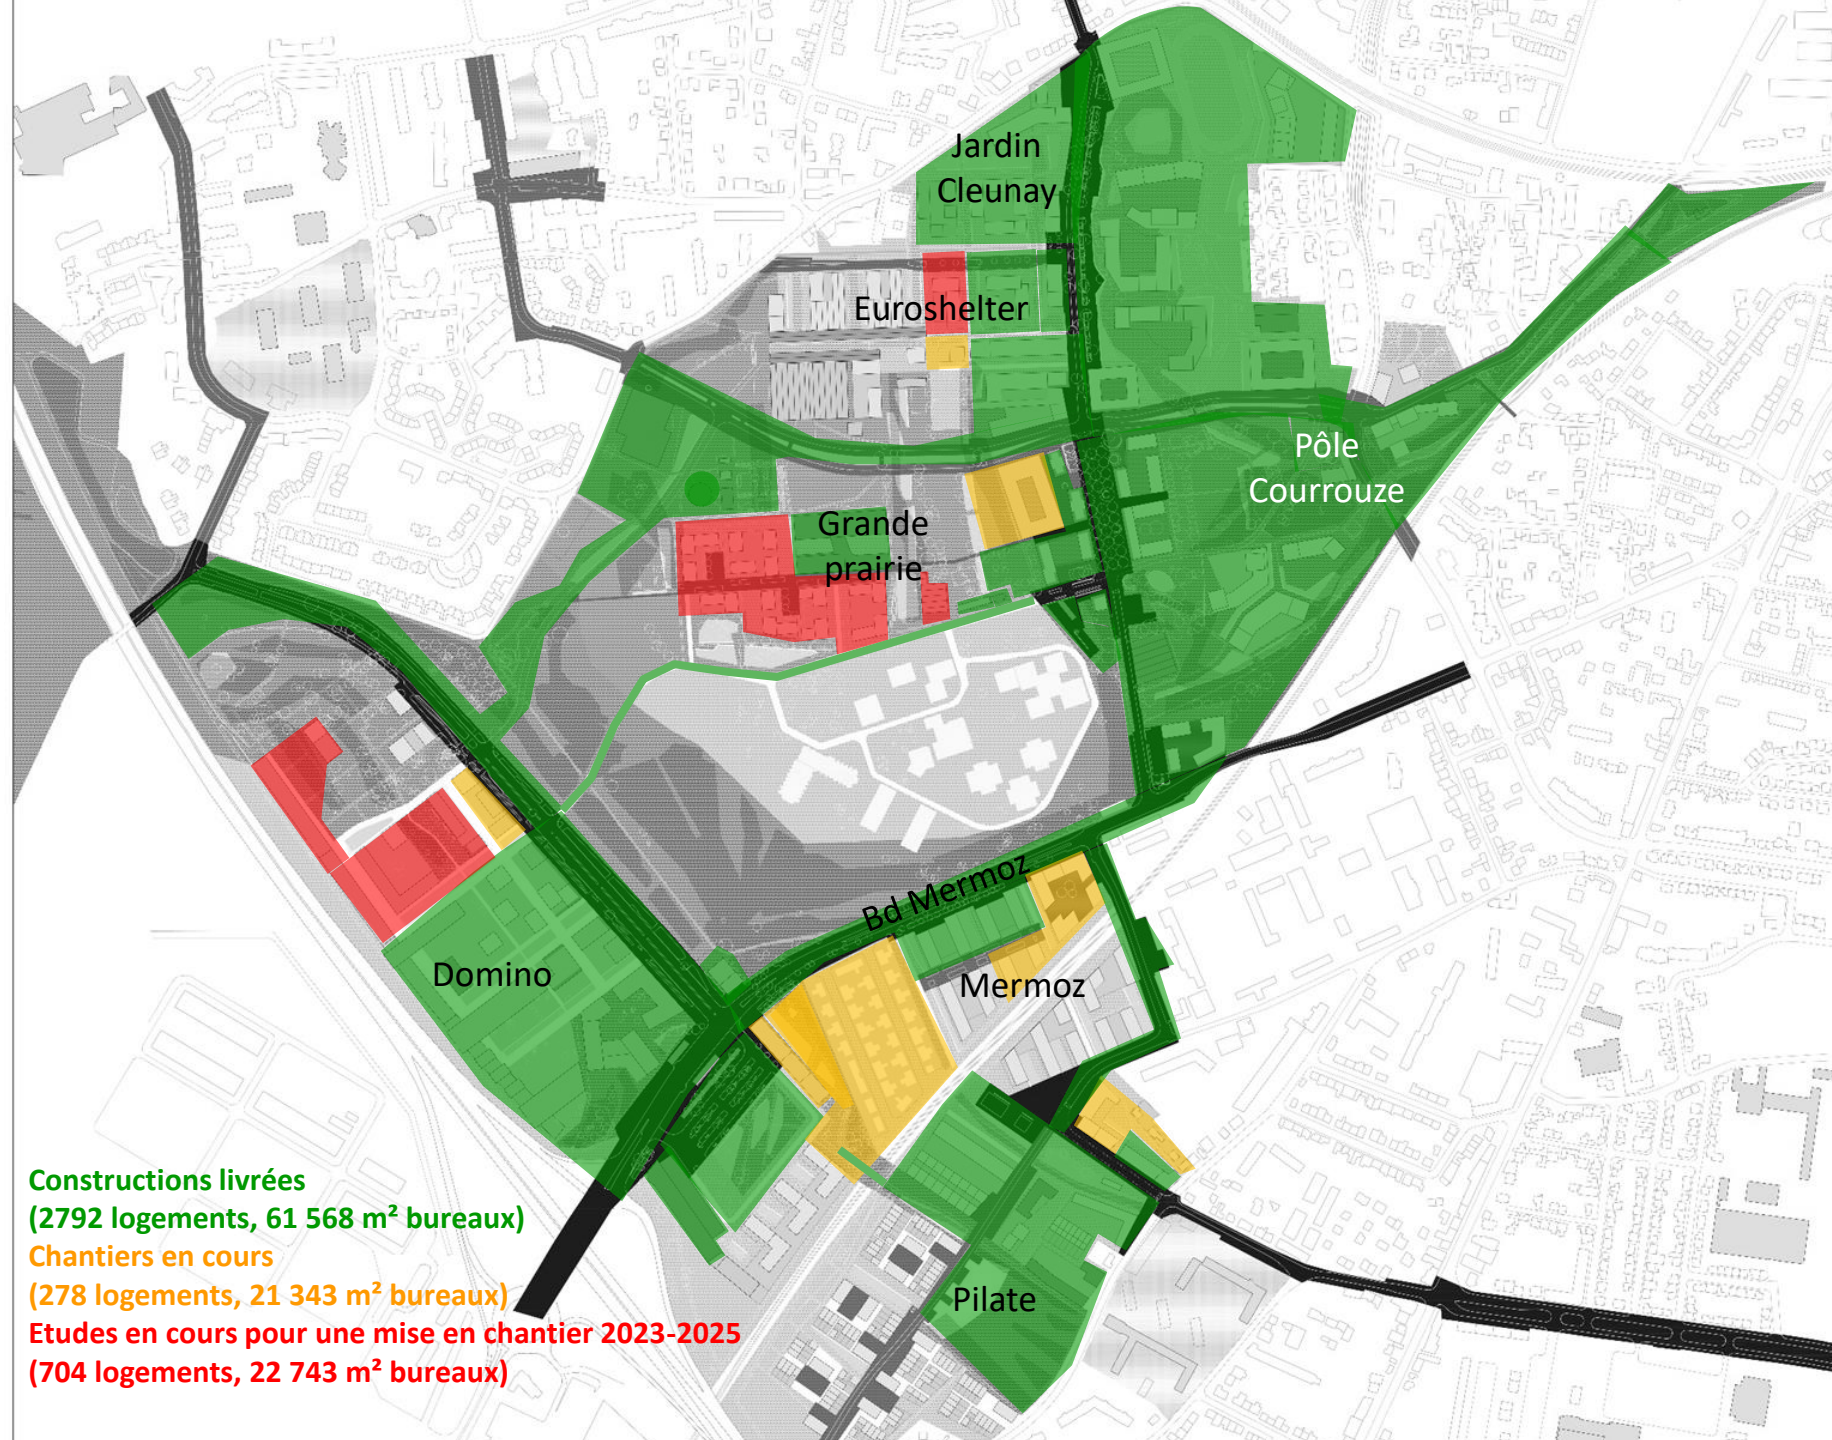 Jardin
Cleunay
Euroshelter
Pôle
Courrouze
Grande
prairie
Bd Mermoz
Domino
Mermoz
Pilate
Constructions livrées
(2792 logements, 61 568 m² bureaux)
Chantiers en cours
(278 logements, 21 343 m² bureaux)
Etudes en cours pour une mise en chantier 2023-2025
(704 logements, 22 743 m² bureaux)